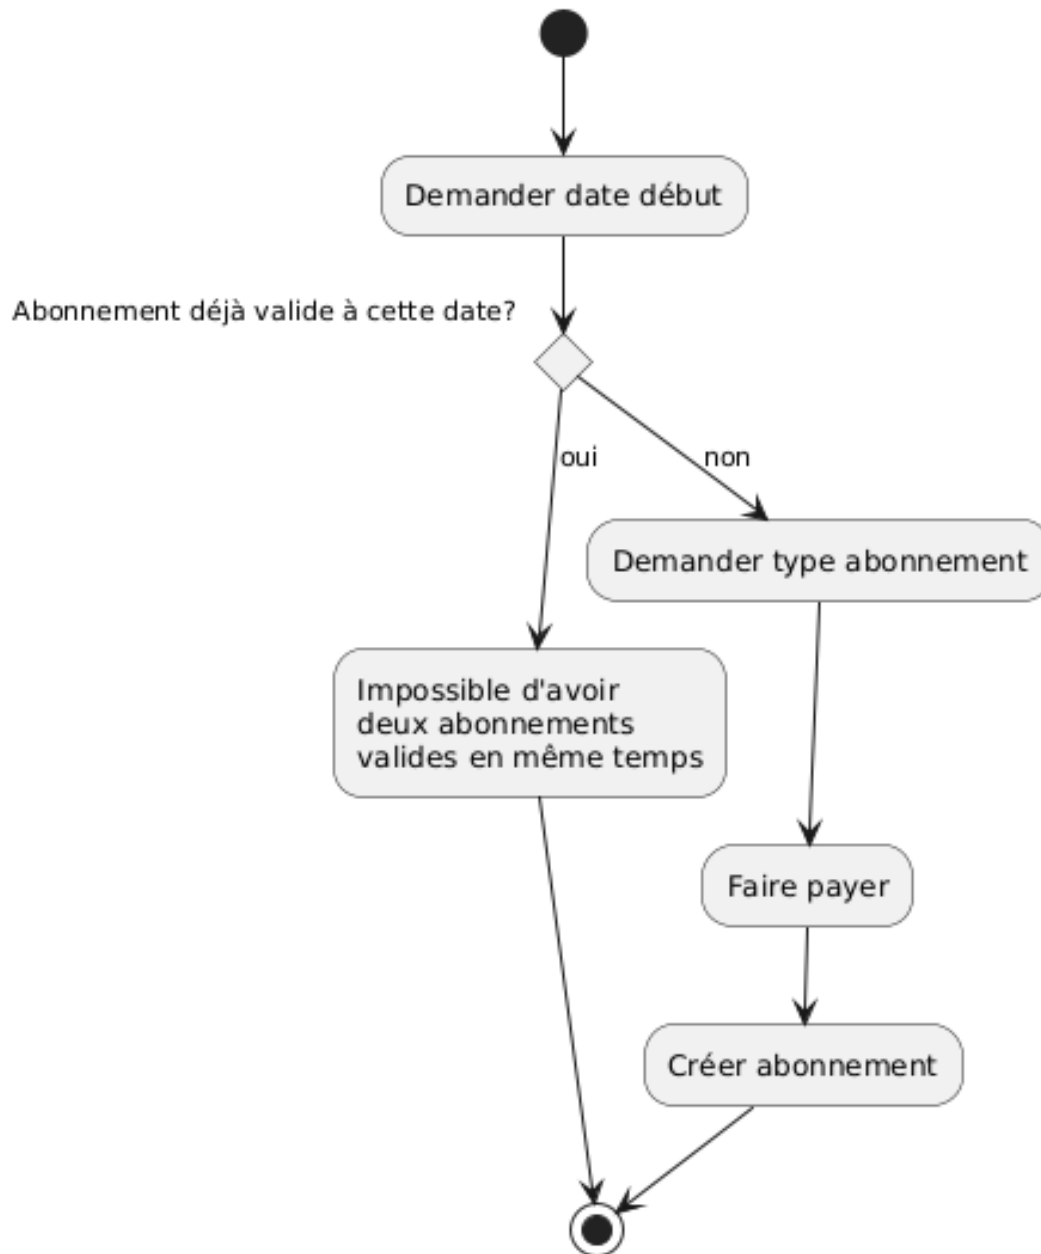 Demander date début
Abonnement déjà valide à cette date?
oui
non
Demander type abonnement
Impossible d'avoir
deux abonnements
valides en même temps
Faire payer
Créer abonnement